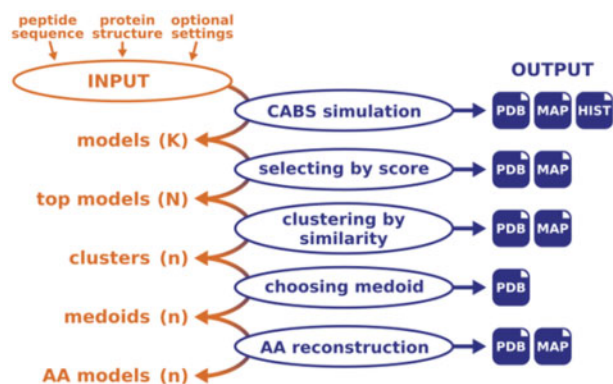 peptide sequence
protein structure
optional settings
INPUT
OUTPUT
CABS simulation
PDB MAP HIST
models (K)
selecting by score
PDB MAP
top models (N)
clustering by
similarity
PDB MAP
clusters (n)
choosing medoid
PDB
medoids (n)
AA reconstruction
PDB MAP
AA models (n)